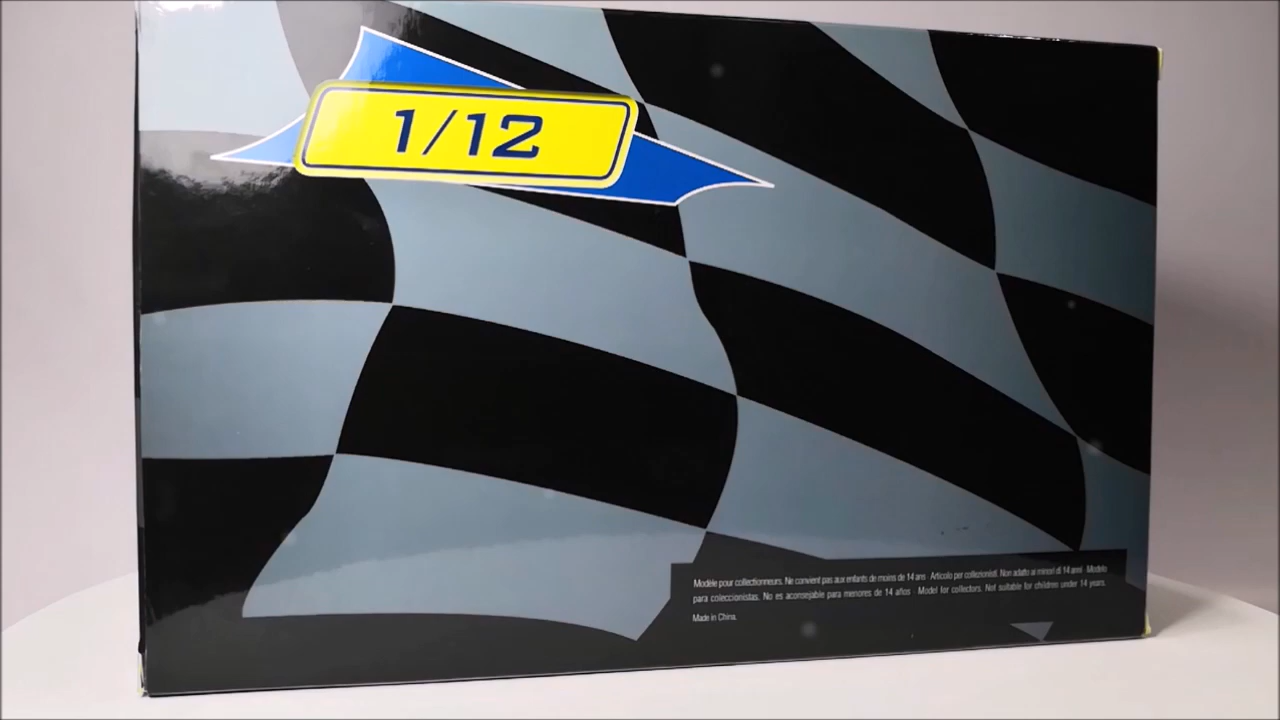 1/12
Modèle pour collectionneurs. Ne convient pas aux enfants de moins de 14 ans · Articolo per collezionisti. Non adatto ai minori di 14 anni · Modelo
para coleccionistas. No es aconsejable para menores de 14 años · Model for collectors. Not suitable for children under 14 years.
Made in China.